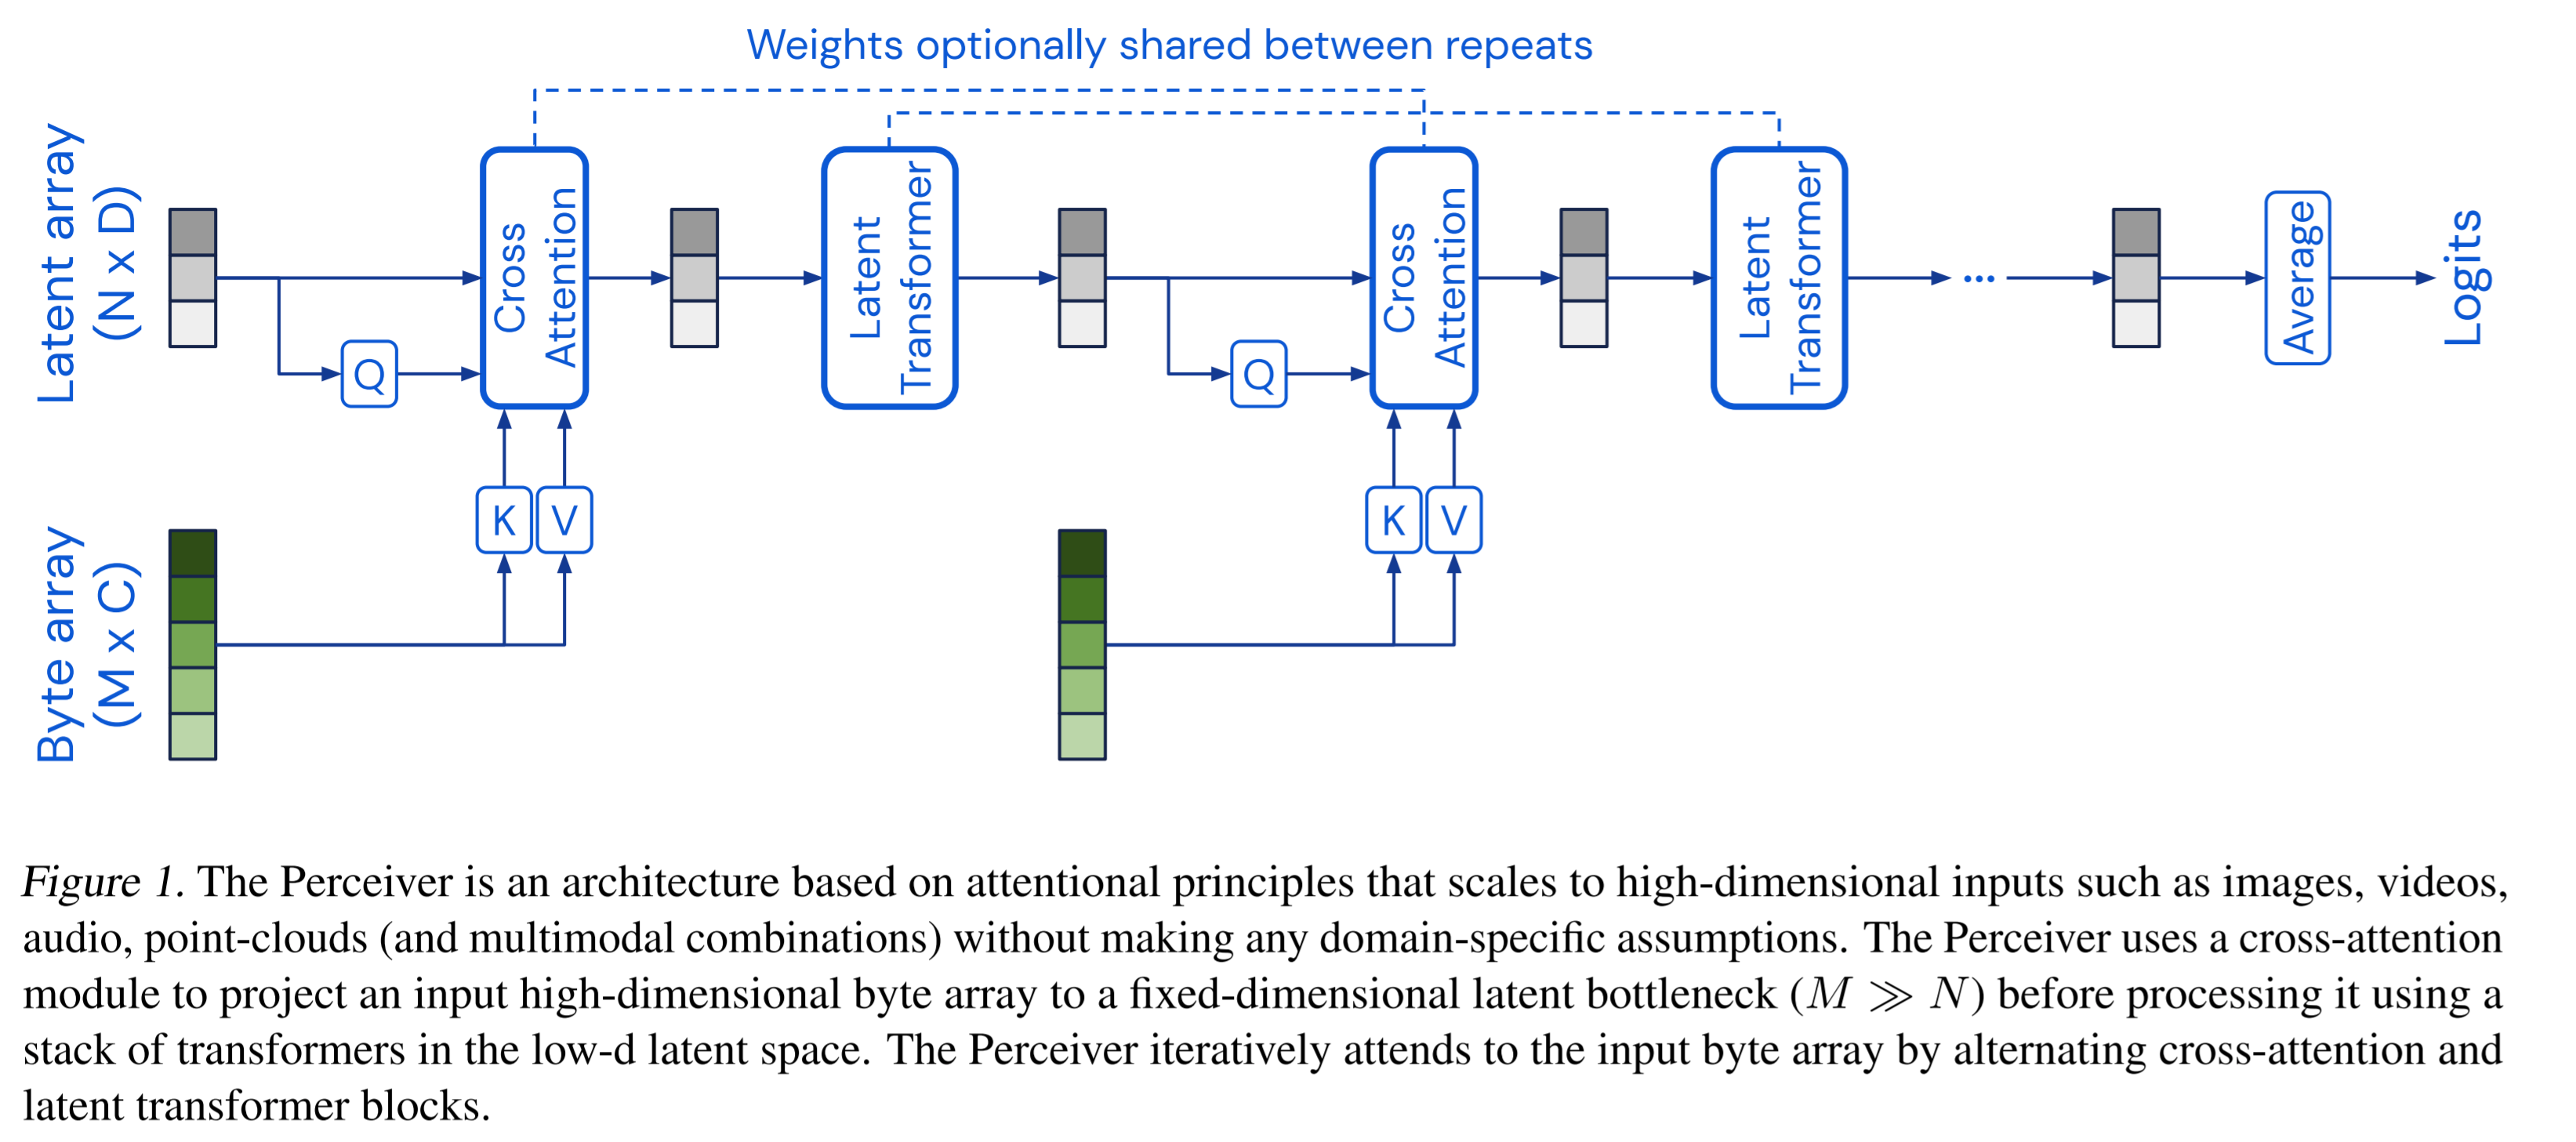 Weights optionally shared between repeats
Latent array
(N x D)
Cross
Attention
Latent
Transformer
Cross
Attention
Latent
Transformer
...
Average
Logits
Q
Q
K V
K V
Byte array
(M x C)
Figure 1. The Perceiver is an architecture based on attentional principles that scales to high-dimensional inputs such as images, videos,
audio, point-clouds (and multimodal combinations) without making any domain-specific assumptions. The Perceiver uses a cross-attention
module to project an input high-dimensional byte array to a fixed-dimensional latent bottleneck (M ≫ N) before processing it using a
stack of transformers in the low-d latent space. The Perceiver iteratively attends to the input byte array by alternating cross-attention and
latent transformer blocks.